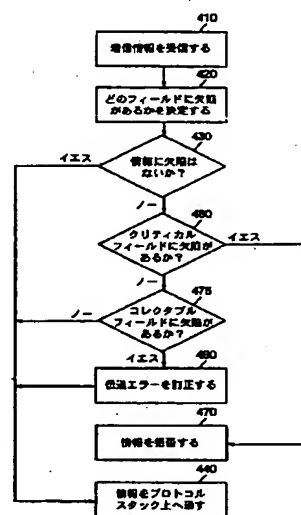 410
着信情報を受信する
420
どのフィールドに欠陥
があるかを決定する
430
情報に欠陥は
ないか？
イエス
ノー
460
クリティカル
フィールドに欠陥が
あるか？
イエス
ノー
475
コレクタブル
フィールドに欠陥が
あるか？
ノー
イエス
480
伝送エラーを訂正する
470
情報を
する
440
情報をプロトコル
スタック上へ渡す